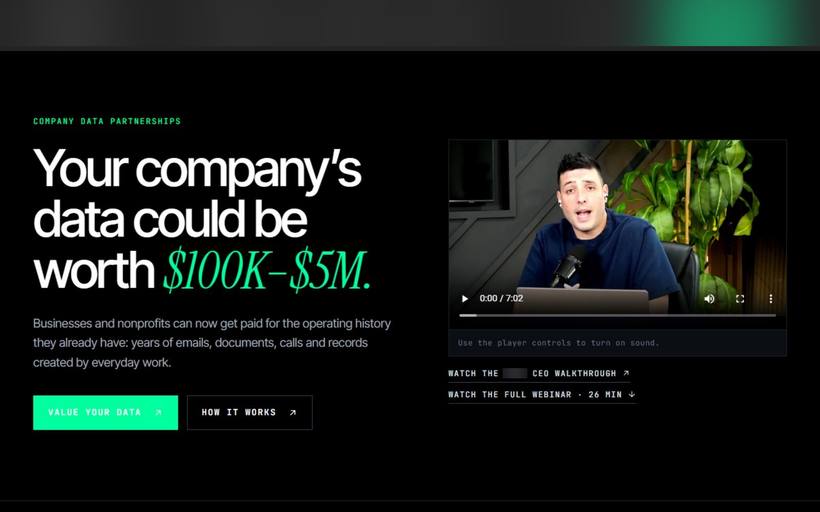 COMPANY DATA PARTNERSHIPS
Your company’s
data could be
worth $100K–$5M.
Businesses and nonprofits can now get paid for the operating history
they already have: years of emails, documents, calls and records
created by everyday work.
VALUE YOUR DATA ↗
HOW IT WORKS ↗
0:00 / 7:02
Use the player controls to turn on sound.
WATCH THE CEO WALKTHROUGH ↗
WATCH THE FULL WEBINAR · 26 MIN ↓